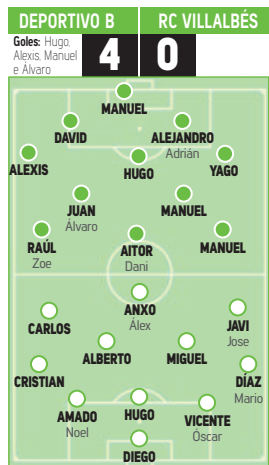 DEPORTIVO B RC VILLALBÉS
Goles: Hugo,
Alexis, Manuel
e Álvaro
4 0
MANUEL
DAVID ALEJANDRO
Adrián
ALEXIS HUGO YAGO
JUAN MANUEL
Álvaro
RAÚL AITOR MANUEL
Zoe Dani
ANXO
Álex
CARLOS JAVI
Jose
ALBERTO MIGUEL
CRISTIAN DÍAZ
Mario
AMADO HUGO VICENTE
Noel Óscar
DIEGO